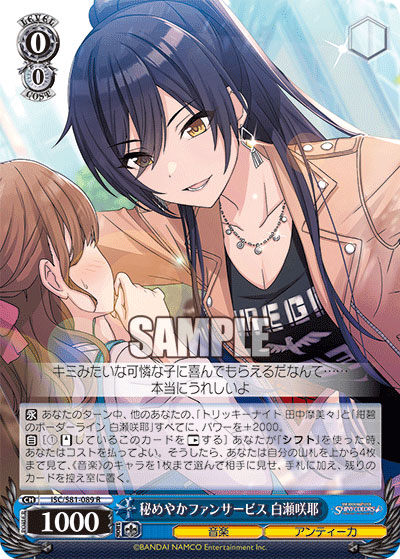 LEVEL
0
0
COST
SAMPLE
キミみたいな可憐な子に喜んでもらえるだなんて……
本当にうれしいよ
永 あなたのターン中、他のあなたの、「トリッキーナイト 田中摩美々」と「紺碧
のボーダーライン 白瀬咲耶」すべてに、パワーを+2000。
自【●している このカードを▶する】 あなたが「シフト」を使った時、
あなたはコストを払ってよい。そうしたら、あなたは自分の山札を上から4枚
まで見て、《音楽》のキャラを1枚まで選んで相手に見せ、手札に加え、残りの
カードを控え室に置く。
CH ISC/S81-089 R
1000
秘めやかファンサービス 白瀬咲耶
SHINY COLORS
音楽
アンティーカ
©BANDAI NAMCO Entertainment Inc.